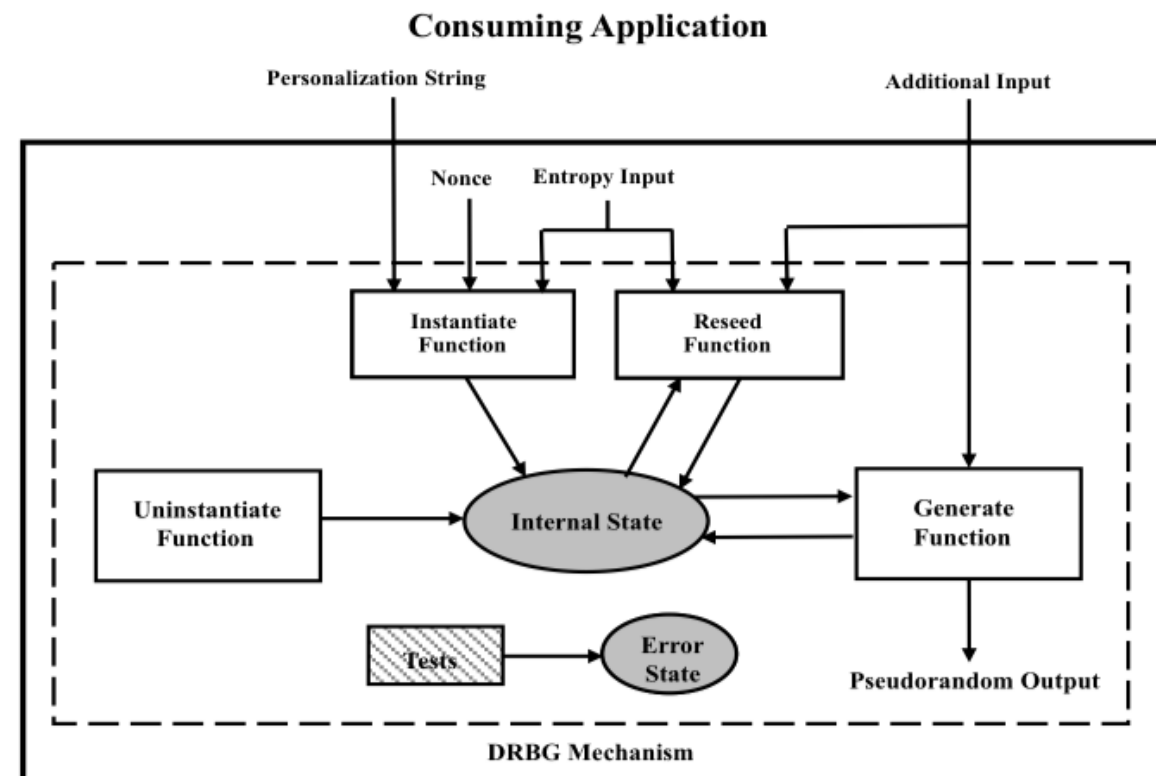 Consuming Application
Personalization String
Additional Input
Nonce
Entropy Input
Instantiate
Function
Reseed
Function
Uninstantiate
Function
Internal State
Generate
Function
Tests
Error
State
Pseudorandom Output
DRBG Mechanism